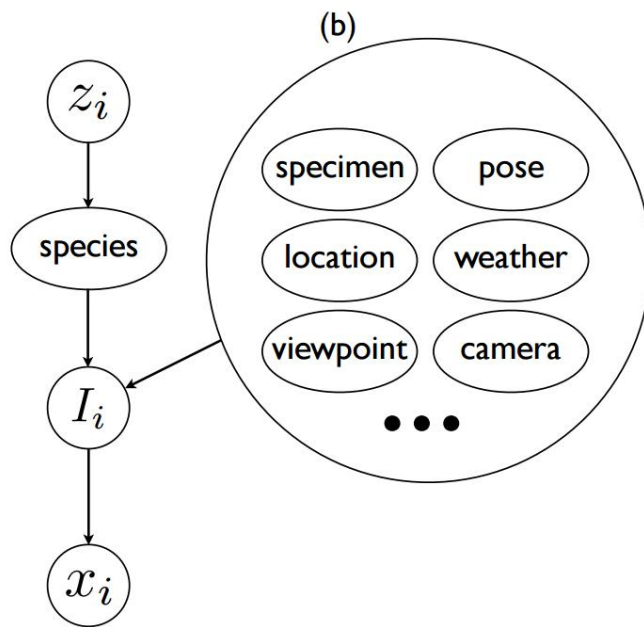 (b)
z_i
specimen pose
species
location weather
viewpoint camera
I_i
x_i